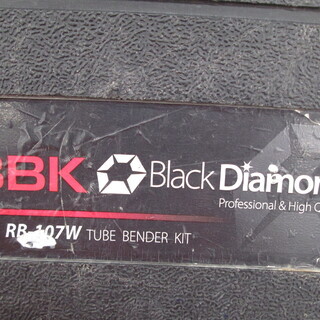 BBK Black Diamon
Professional & High Q
RB-107W TUBE BENDER KIT